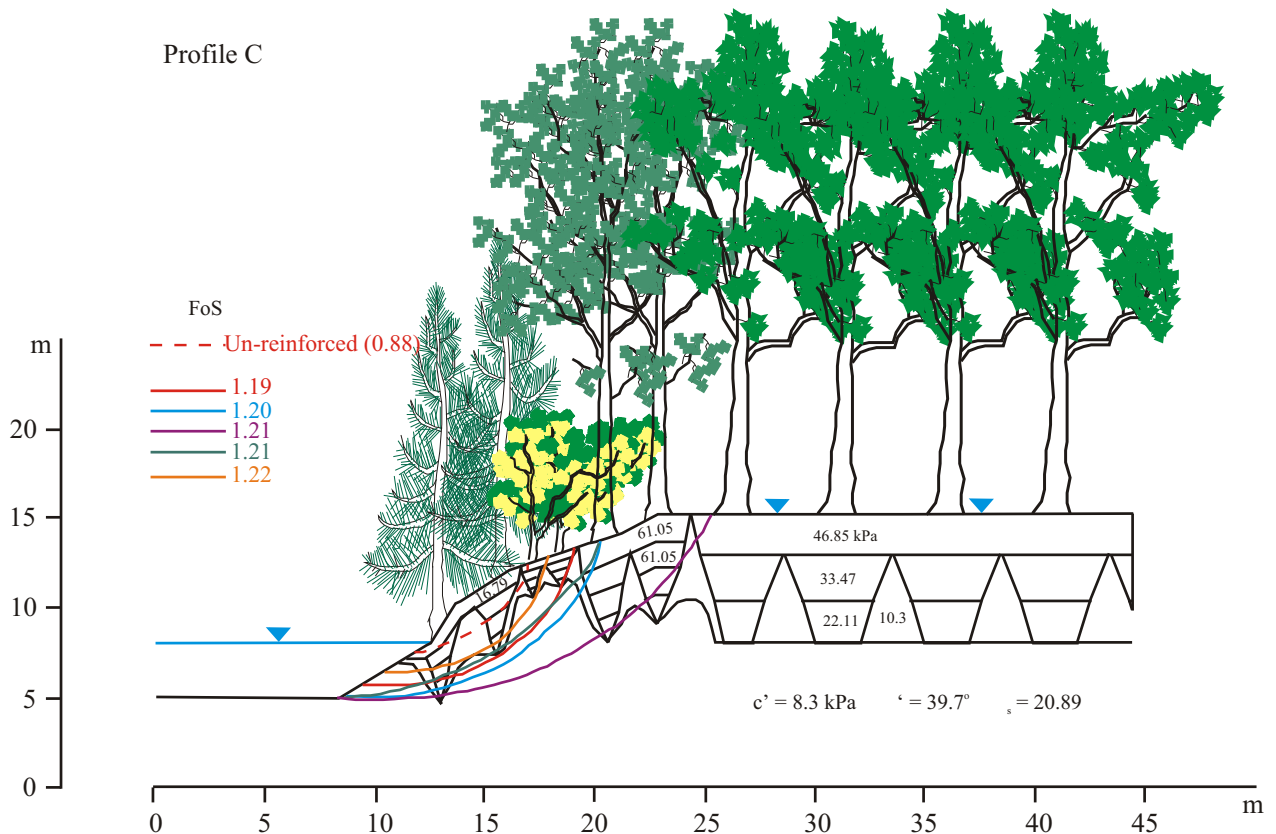 Profile C
FoS
m
Un-reinforced (0.88)
1.19
1.20
1.21
1.21
1.22
20
15
10
5
0
61.05
61.05
16.79
46.85 kPa
33.47
22.11
10.3
c’ = 8.3 kPa ‘ = 39.7° s = 20.89
0 5 10 15 20 25 30 35 40 45 m